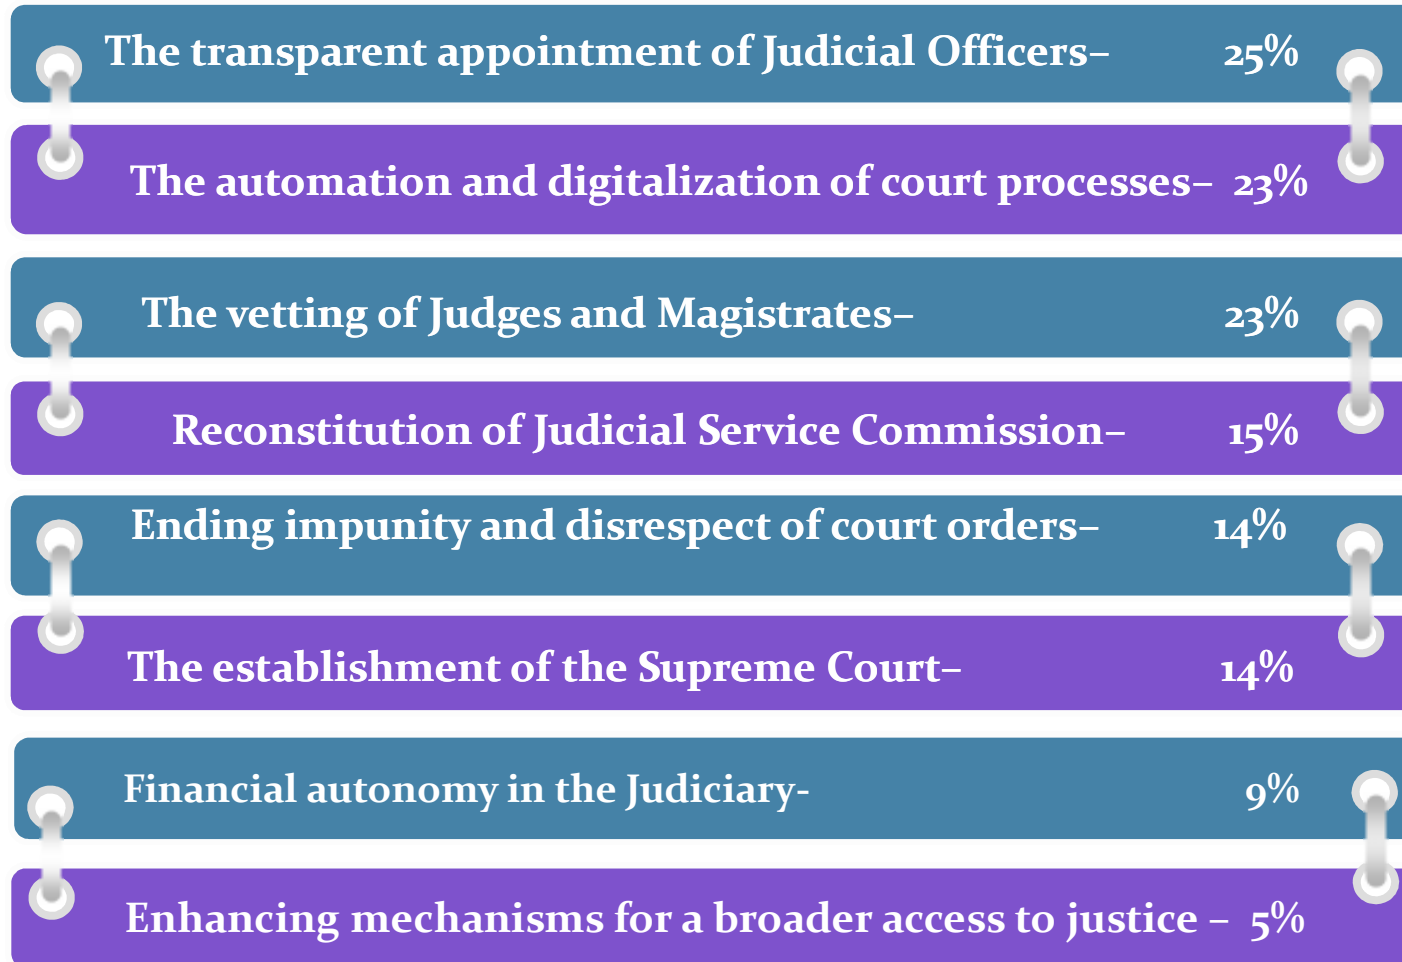 The transparent appointment of Judicial Officers– 25%
The automation and digitalization of court processes– 23%
The vetting of Judges and Magistrates– 23%
Reconstitution of Judicial Service Commission– 15%
Ending impunity and disrespect of court orders– 14%
The establishment of the Supreme Court– 14%
Financial autonomy in the Judiciary- 9%
Enhancing mechanisms for a broader access to justice – 5%